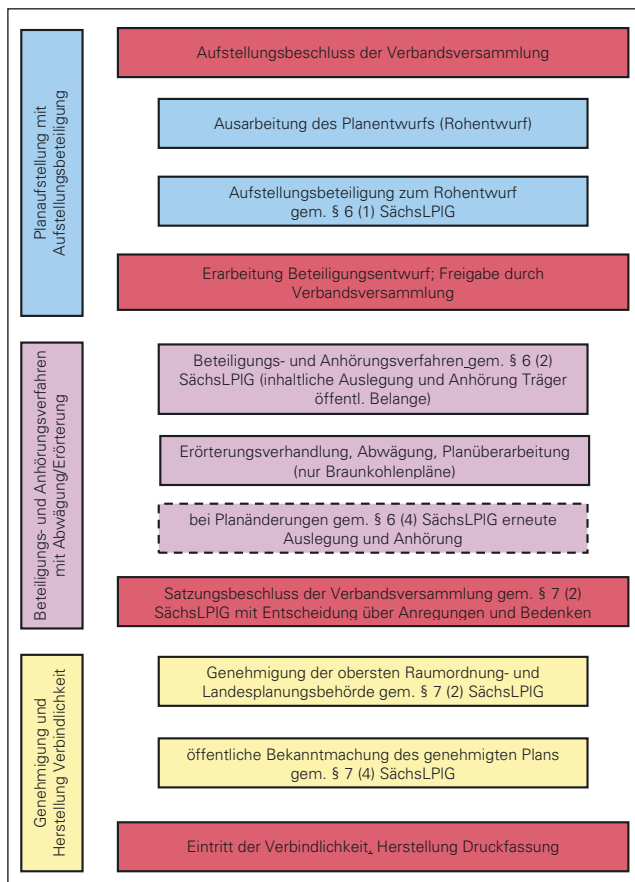 Planaufstellung mit
Aufstellungsbeteiligung
Aufstellungsbeschluss der Verbandsversammlung
Ausarbeitung des Planentwurfs (Rohentwurf)
Aufstellungsbeteiligung zum Rohentwurf
gem. § 6 (1) SächsLPlG
Erarbeitung Beteiligungsentwurf; Freigabe durch
Verbandsversammlung
Beteiligungs- und Anhörungsverfahren
mit Abwägung/Erörterung
Beteiligungs- und Anhörungsverfahren gem. § 6 (2)
SächsLPlG (inhaltliche Auslegung und Anhörung Träger
öffentl. Belange)
Erörterungsverhandlung, Abwägung, Planüberarbeitung
(nur Braunkohlenpläne)
bei Planänderungen gem. § 6 (4) SächsLPlG erneute
Auslegung und Anhörung
Satzungsbeschluss der Verbandsversammlung gem. § 7 (2)
SächsLPlG mit Entscheidung über Anregungen und Bedenken
Genehmigung und
Herstellung Verbindlichkeit
Genehmigung der obersten Raumordnung- und
Landesplanungsbehörde gem. § 7 (2) SächsLPlG
öffentliche Bekanntmachung des genehmigten Plans
gem. § 7 (4) SächsLPlG
Eintritt der Verbindlichkeit, Herstellung Druckfassung